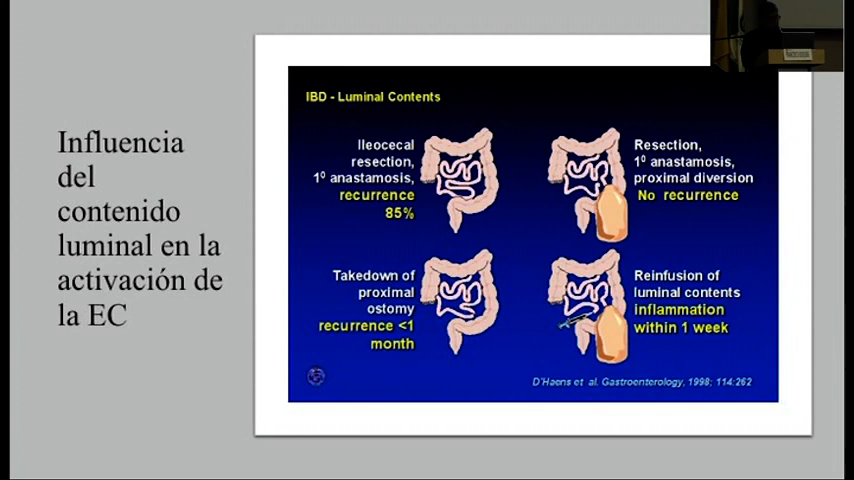 Influencia
del
contenido
luminal en la
activación de
la EC
IBD - Luminal Contents
Ileocecal
resection,
1⁰ anastamosis,
recurrence
85%
Resection,
1⁰ anastamosis,
proximal diversion
No recurrence
Takedown of
proximal
ostomy
recurrence <1
month
Reinfusion of
luminal contents
inflammation
within 1 week
D'Haens et al. Gastroenterology, 1998; 114:262